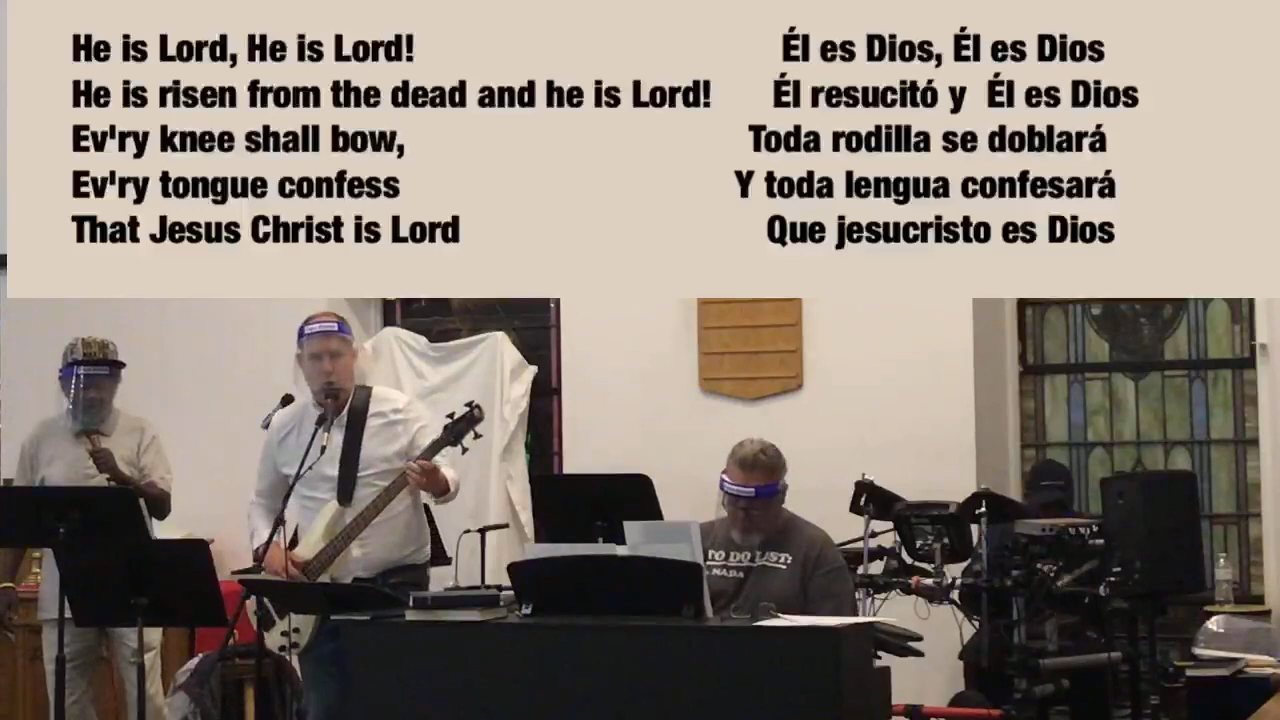 He is Lord, He is Lord!
He is risen from the dead and he is Lord!
Ev'ry knee shall bow,
Ev'ry tongue confess
That Jesus Christ is Lord
Él es Dios, Él es Dios
Él resucitó y Él es Dios
Toda rodilla se doblará
Y toda lengua confesará
Que jesucristo es Dios
TO DO LIST:
NADA